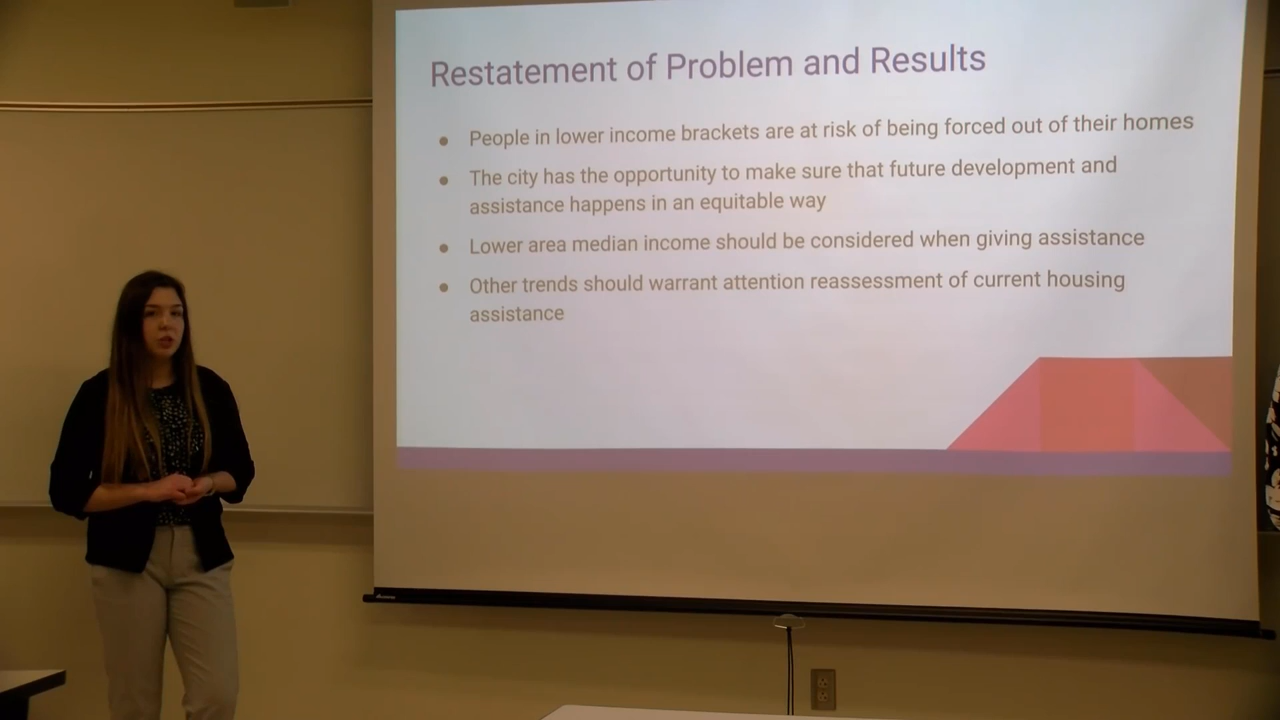 Restatement of Problem and Results
● People in lower income brackets are at risk of being forced out of their homes
● The city has the opportunity to make sure that future development and
assistance happens in an equitable way
● Lower area median income should be considered when giving assistance
● Other trends should warrant attention reassessment of current housing
assistance